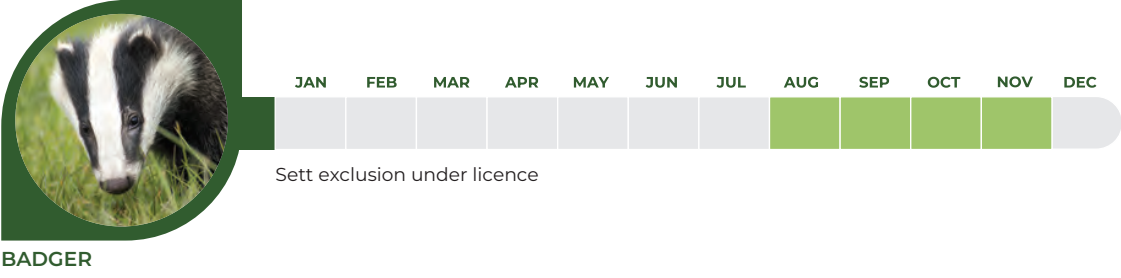 JAN FEB MAR APR MAY JUN JUL AUG SEP OCT NOV DEC
Sett exclusion under licence
BADGER